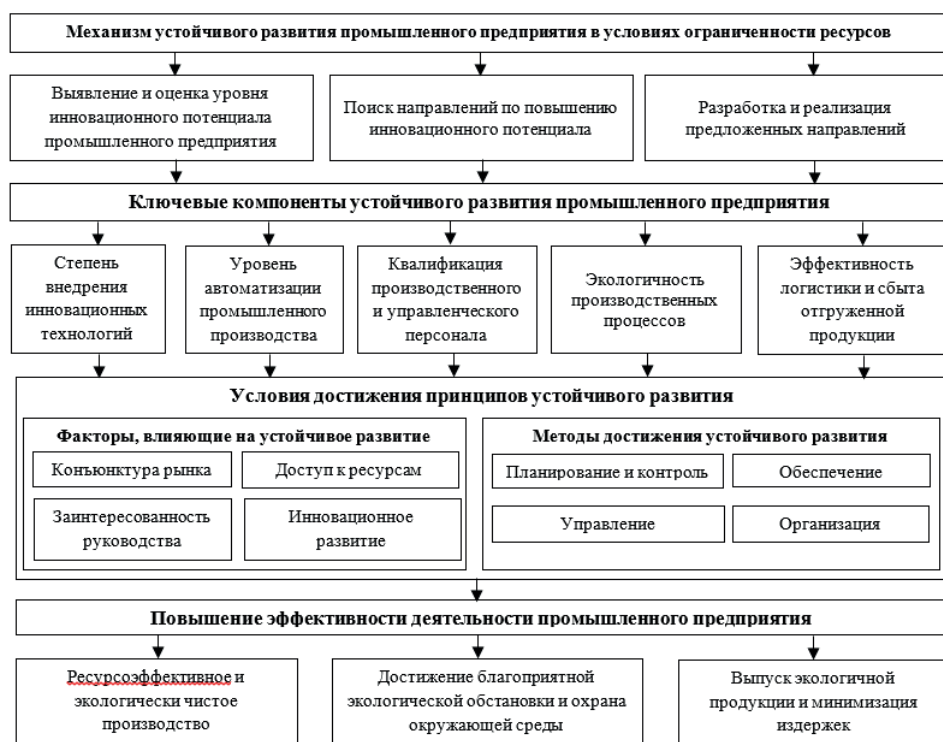 Механизм устойчивого развития промышленного предприятия в условиях ограниченности ресурсов
Выявление и оценка уровня
инновационного потенциала
промышленного предприятия
Поиск направлений по повышению
инновационного потенциала
Разработка и реализация
предложенных направлений
Ключевые компоненты устойчивого развития промышленного предприятия
Степень
внедрения
инновационных
технологий
Уровень
автоматизации
промышленного
производства
Квалификация
производственного
и управленческого
персонала
Экологичность
производственных
процессов
Эффективность
логистики и сбыта
отгруженной
продукции
Условия достижения принципов устойчивого развития
Факторы, влияющие на устойчивое развитие
Конъюнктура рынка
Доступ к ресурсам
Заинтересованность
руководства
Инновационное
развитие
Методы достижения устойчивого развития
Планирование и контроль
Обеспечение
Управление
Организация
Повышение эффективности деятельности промышленного предприятия
Ресурсоэффективное и
экологически чистое
производство
Достижение благоприятной
экологической обстановки и охрана
окружающей среды
Выпуск экологичной
продукции и минимизация
издержек